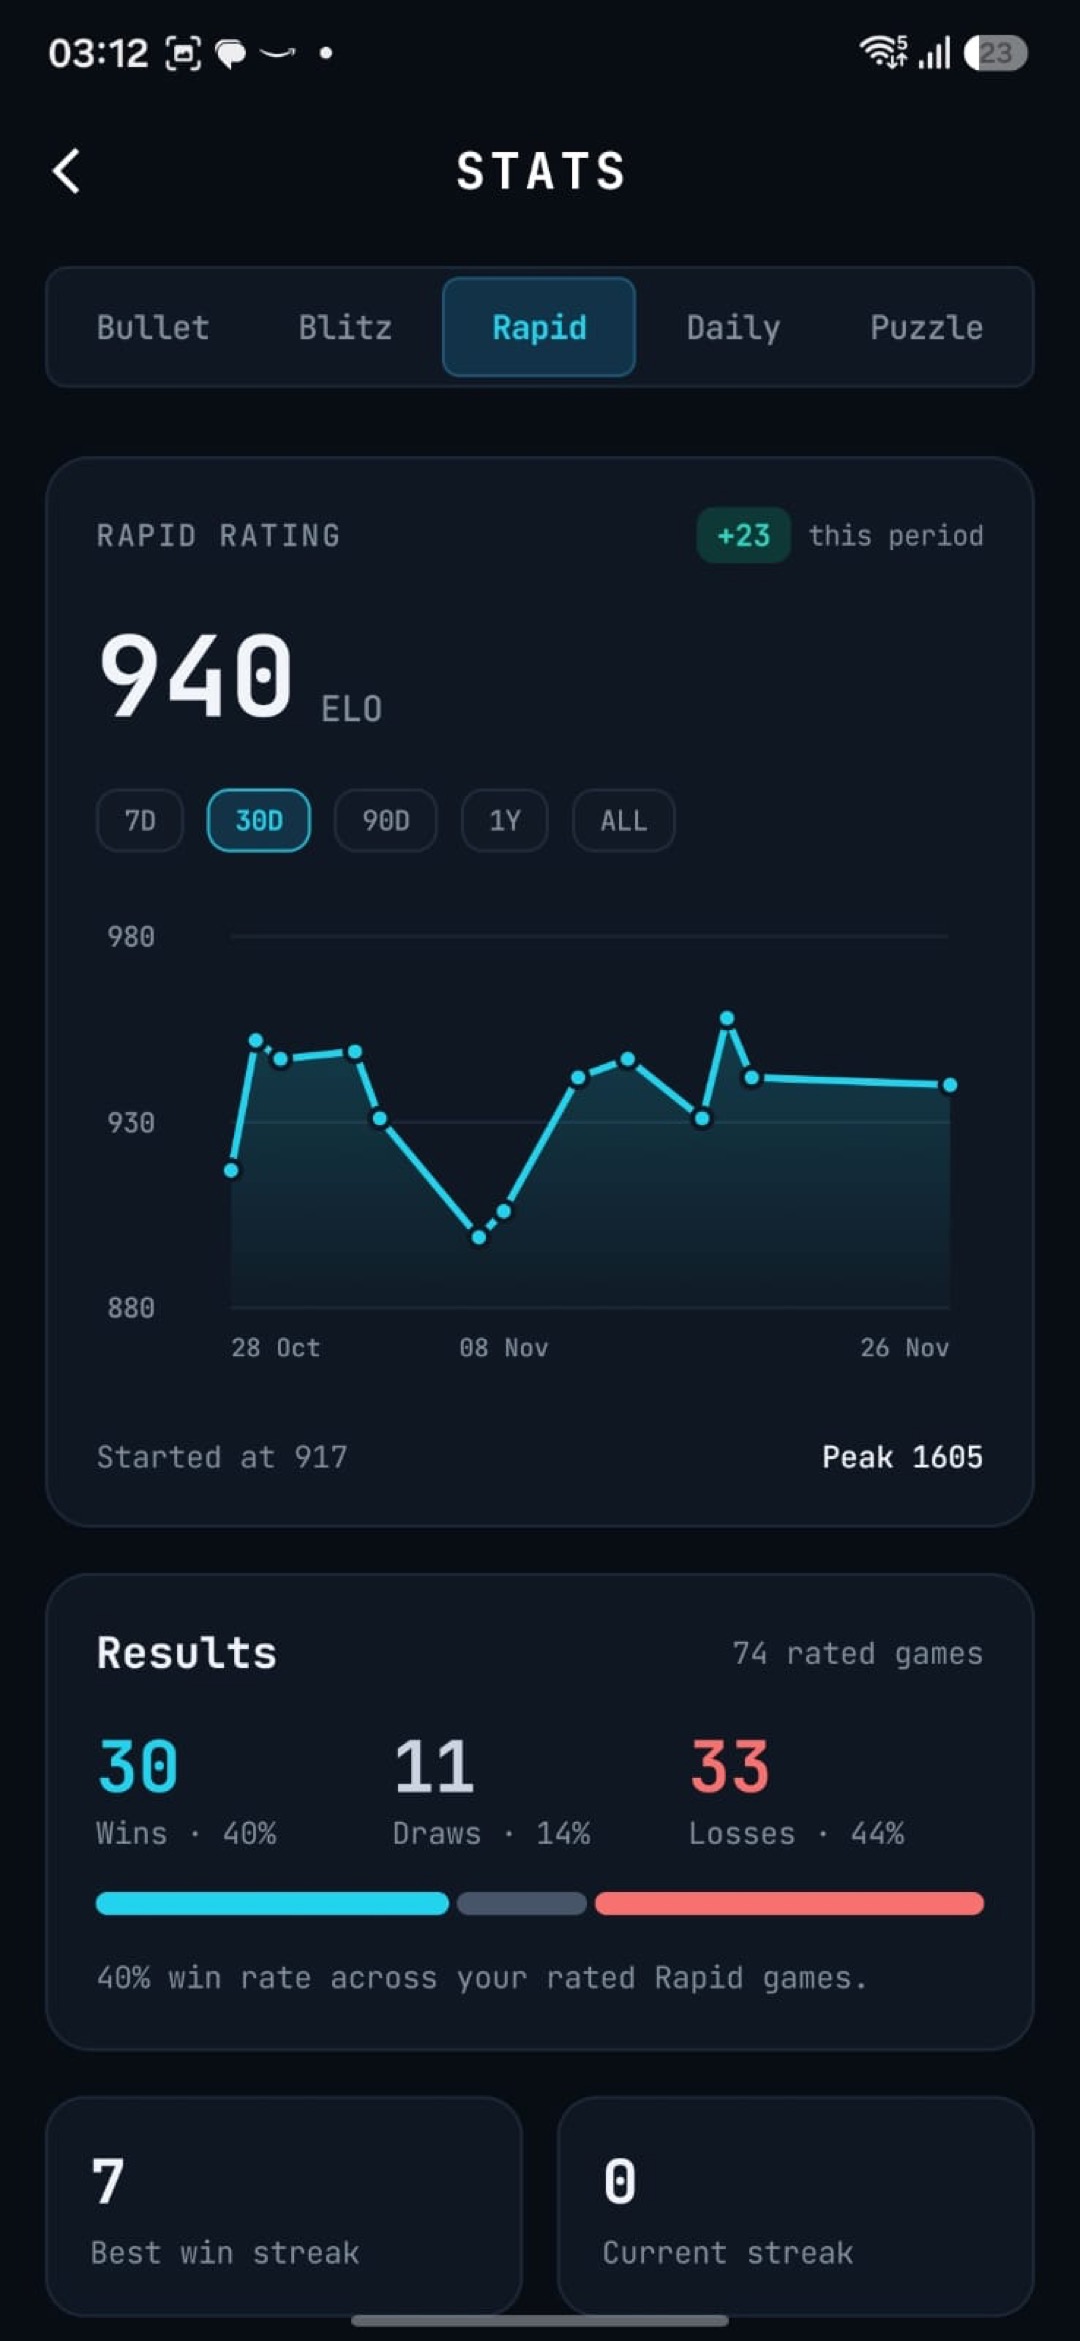 03:12
5
23
STATS
Bullet Blitz Rapid Daily Puzzle
RAPID RATING +23 this period
940 ELO
7D 30D 90D 1Y ALL
980
930
880
28 Oct 08 Nov 26 Nov
Started at 917 Peak 1605
Results 74 rated games
30 11 33
Wins · 40% Draws · 14% Losses · 44%
40% win rate across your rated Rapid games.
7 0
Best win streak Current streak